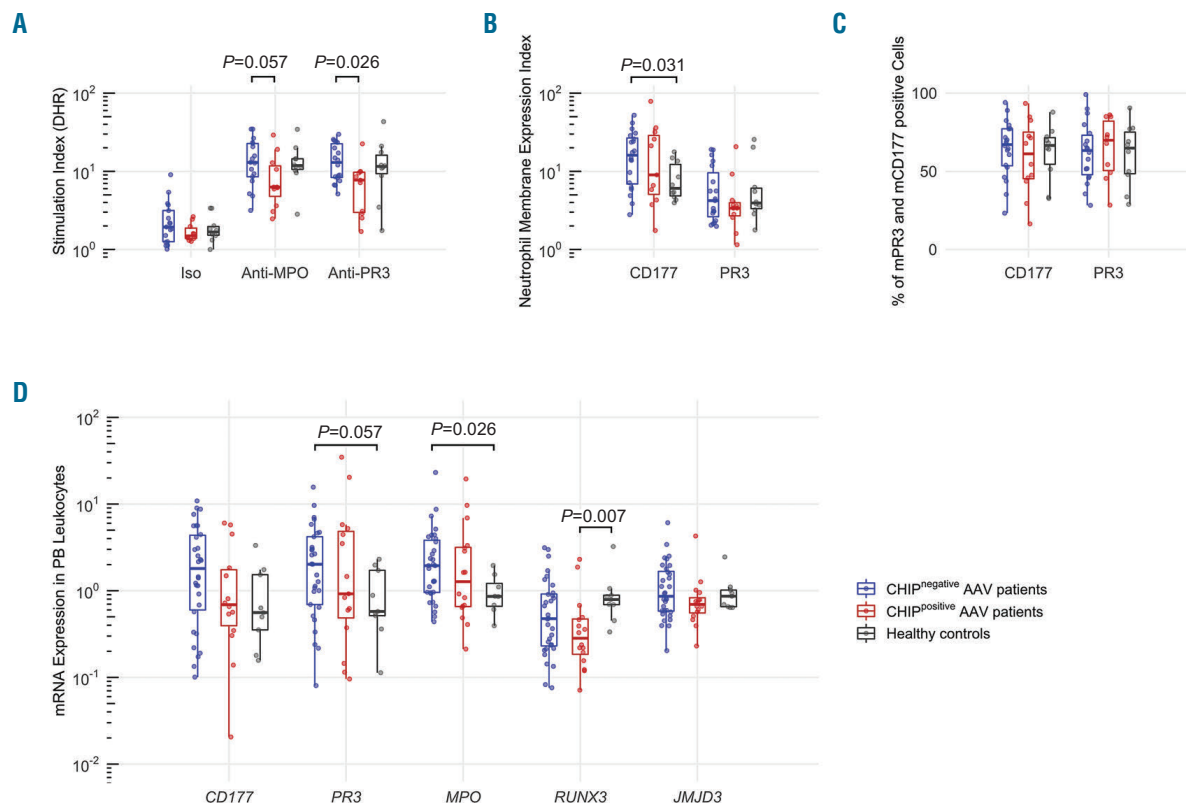 A
Stimulation Index (DHR)
10²
10¹
10⁰
P=0.057
P=0.026
Iso
Anti-MPO
Anti-PR3
B
Neutrophil Membrane Expression Index
10²
10¹
10⁰
P=0.031
CD177
PR3
C
% of mPR3 and mCD177 positive Cells
100
50
0
CD177
PR3
D
mRNA Expression in PB Leukocytes
10²
10¹
10⁰
10⁻¹
10⁻²
P=0.057
P=0.026
P=0.007
CD177
PR3
MPO
RUNX3
JMJD3
CHIPⁿᵉᵍᵃᵗⁱᵛᵉ AAV patients
CHIPᵖᵒˢⁱᵗⁱᵛᵉ AAV patients
Healthy controls